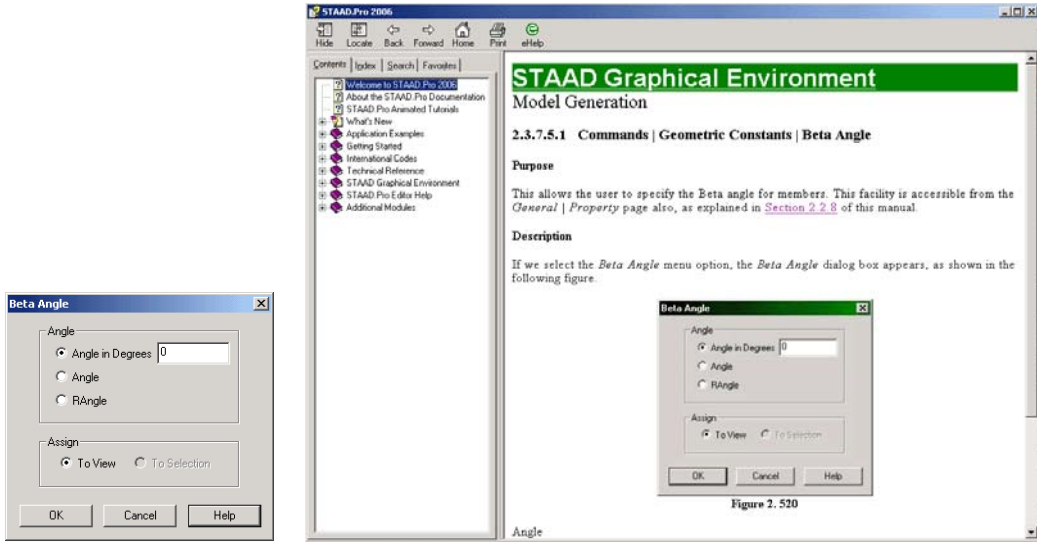 Beta Angle
Angle
Angle in Degrees 0
Angle
RAngle
Assign
To View To Selection
OK Cancel Help
STAAD.Pro 2006
Hide Locate Back Forward Home Print eHelp
Contents Index Search Favorites
Welcome to STAAD.Pro 2006
About the STAAD.Pro Documentation
STAAD.Pro Animated Tutorials
What's New
Application Examples
Getting Started
International Codes
Technical Reference
STAAD Graphical Environment
STAAD.Pro Editor Help
Additional Modules
STAAD Graphical Environment
Model Generation
2.3.7.5.1 Commands | Geometric Constants | Beta Angle
Purpose
This allows the user to specify the Beta angle for members. This facility is accessible from the
General | Property page also, as explained in Section 2.2.8 of this manual.
Description
If we select the Beta Angle menu option, the Beta Angle dialog box appears, as shown in the
following figure.
Beta Angle
Angle
Angle in Degrees 0
Angle
RAngle
Assign
To View To Selection
OK Cancel Help
Figure 2. 520
Angle